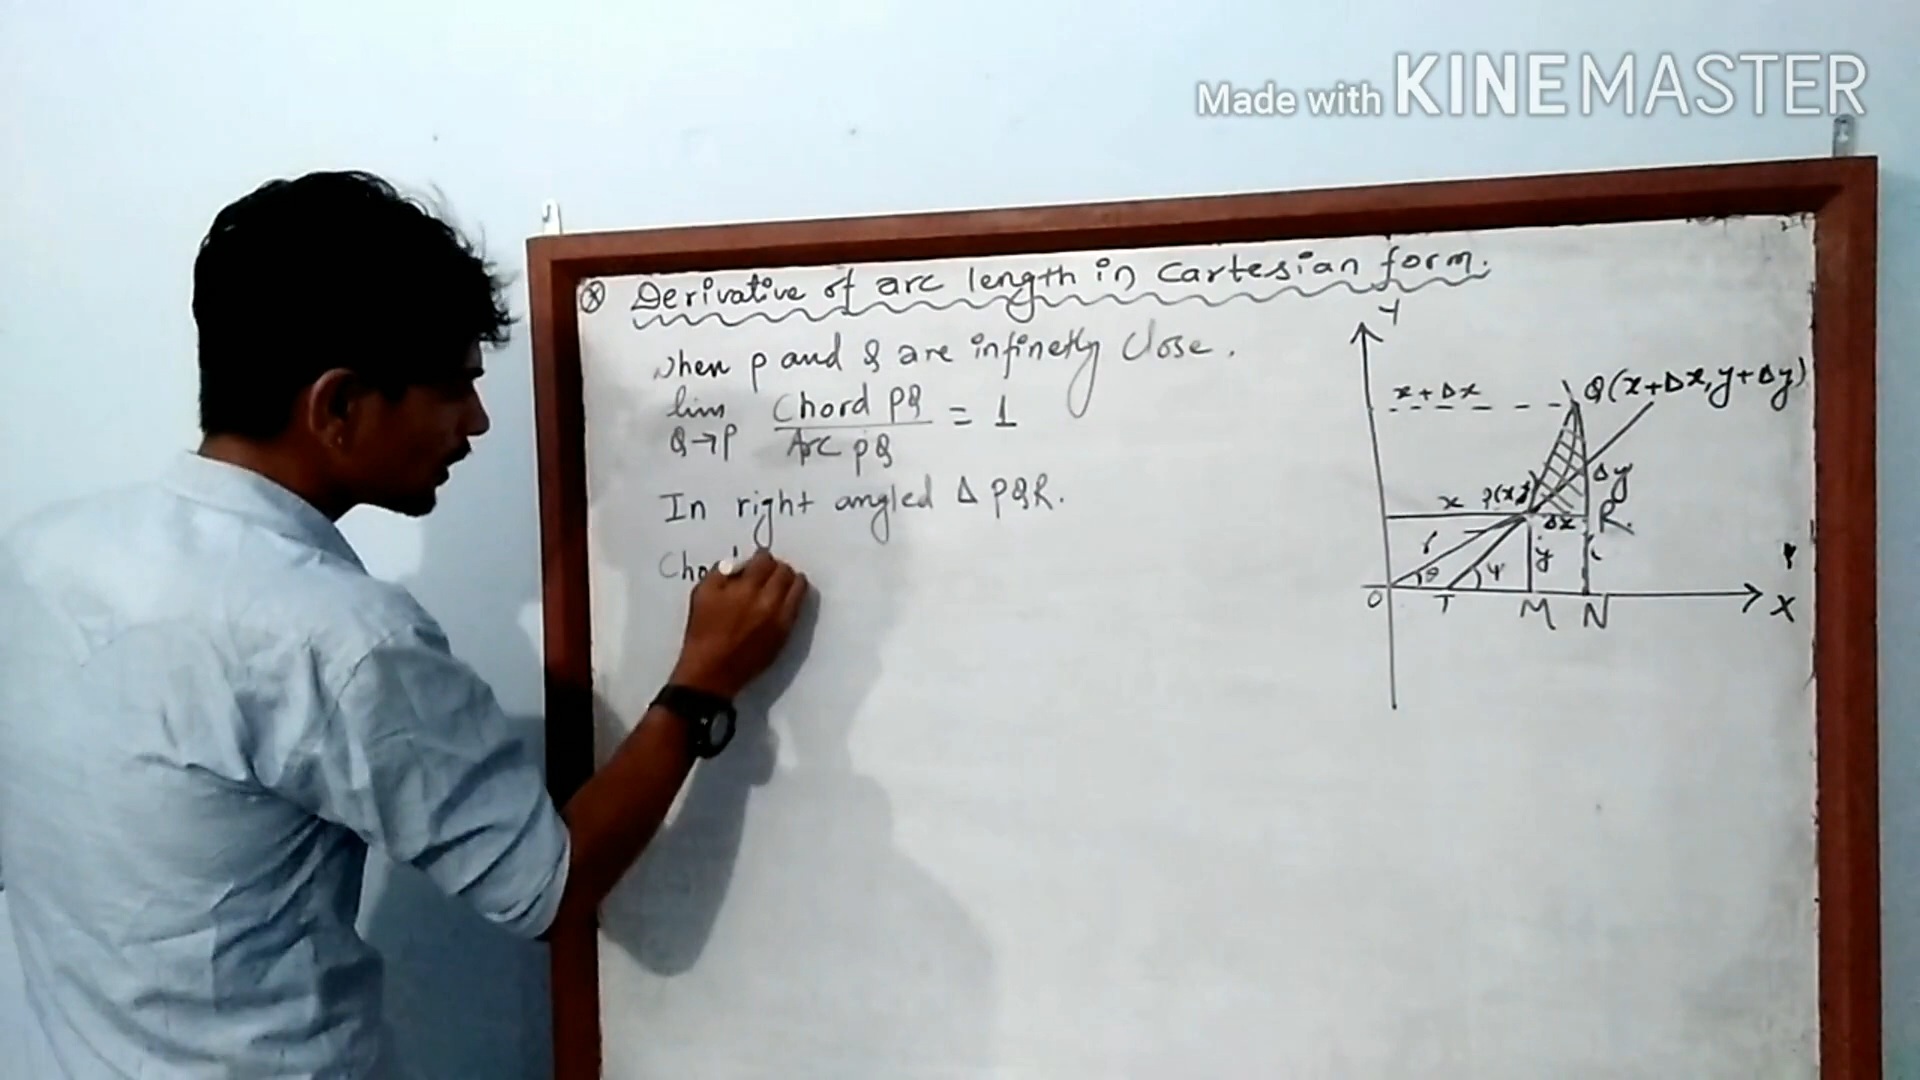 Made with KINEMASTER
Derivative of arc length in Cartesian form.
When P and Q are infinetly close.
lim Q→P Chord PQ / Arc PQ = 1
In right angled Δ PQR.
Cho
Y
x+Δx
Q(x+Δx, y+Δy)
Δy
x P(x,y)
Δx R.
r
θ ψ y
O T M N X